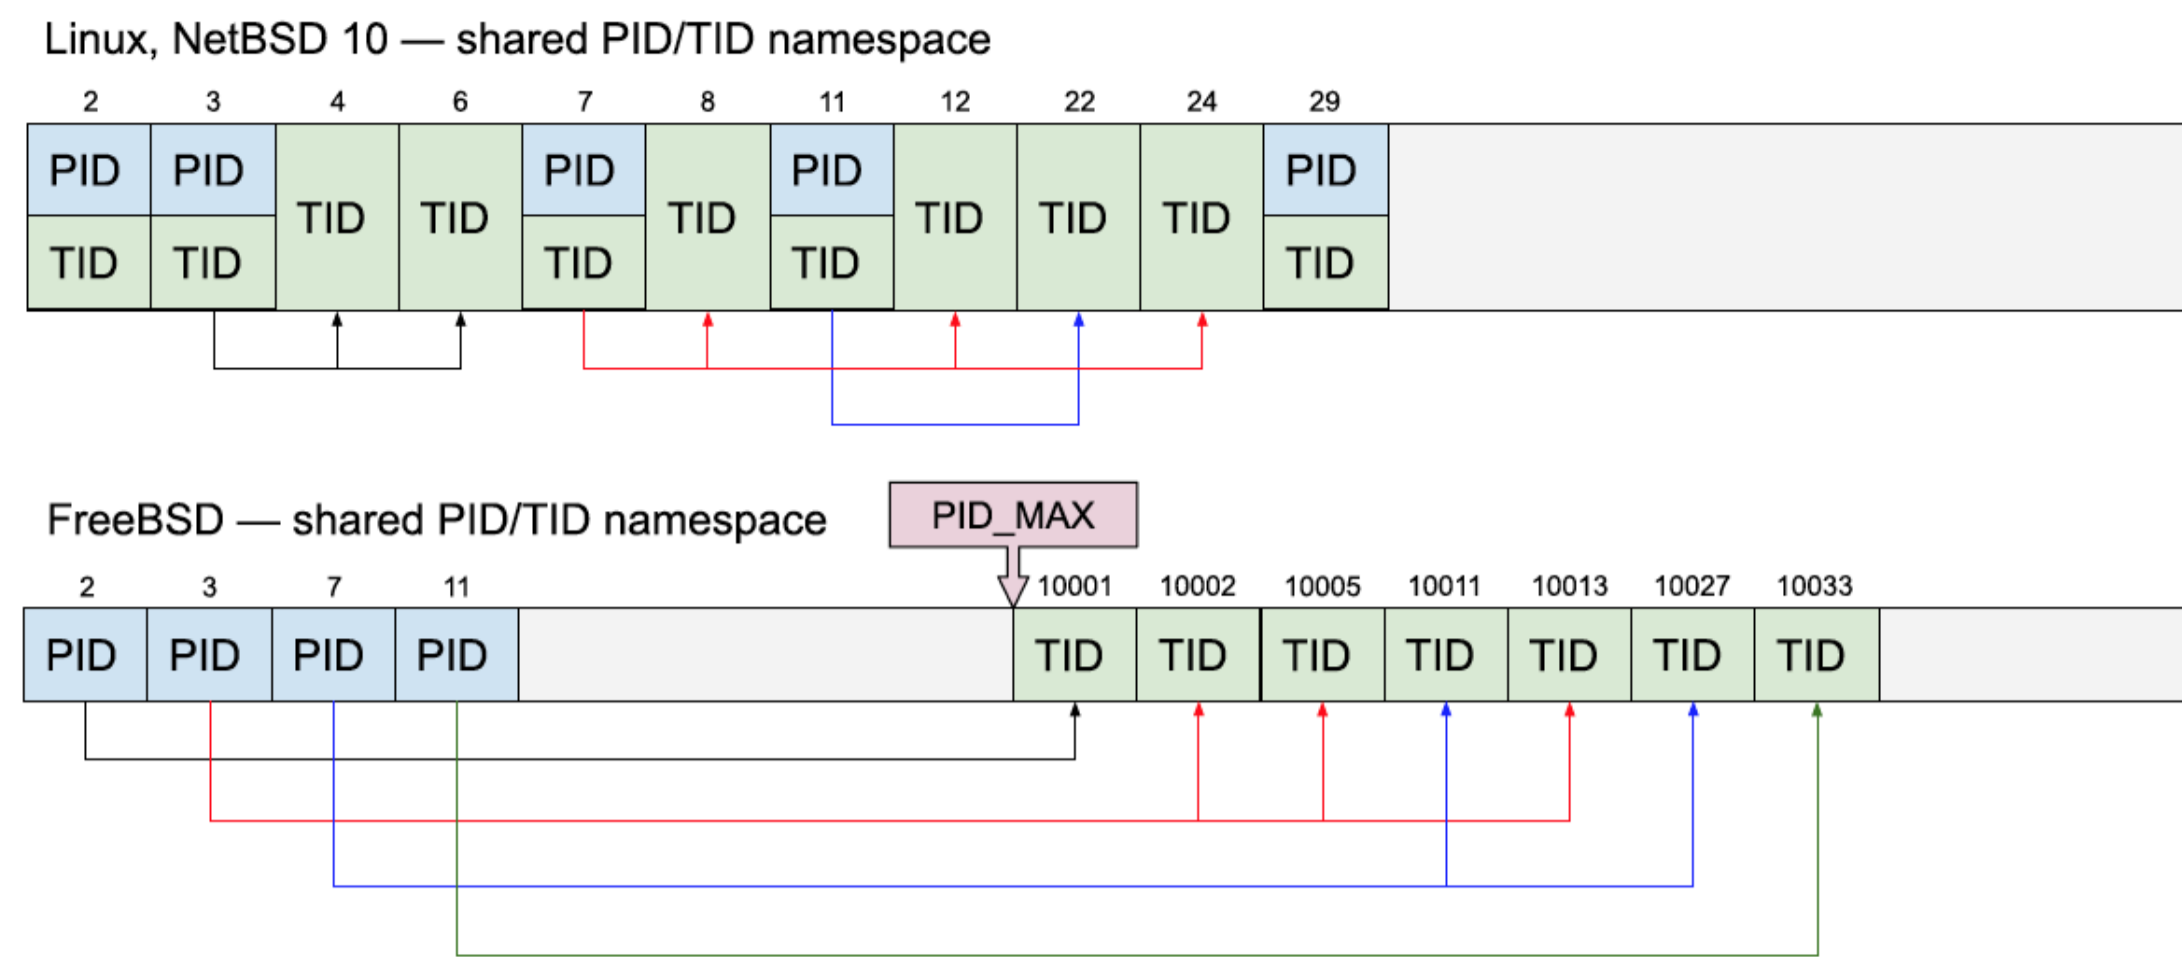 Linux, NetBSD 10 — shared PID/TID namespace
2 3 4 6 7 8 11 12 22 24 29
PID PID PID PID PID
TID TID TID TID TID TID
TID TID TID TID TID
FreeBSD — shared PID/TID namespace
PID_MAX
2 3 7 11 10001 10002 10005 10011 10013 10027 10033
PID PID PID PID TID TID TID TID TID TID TID